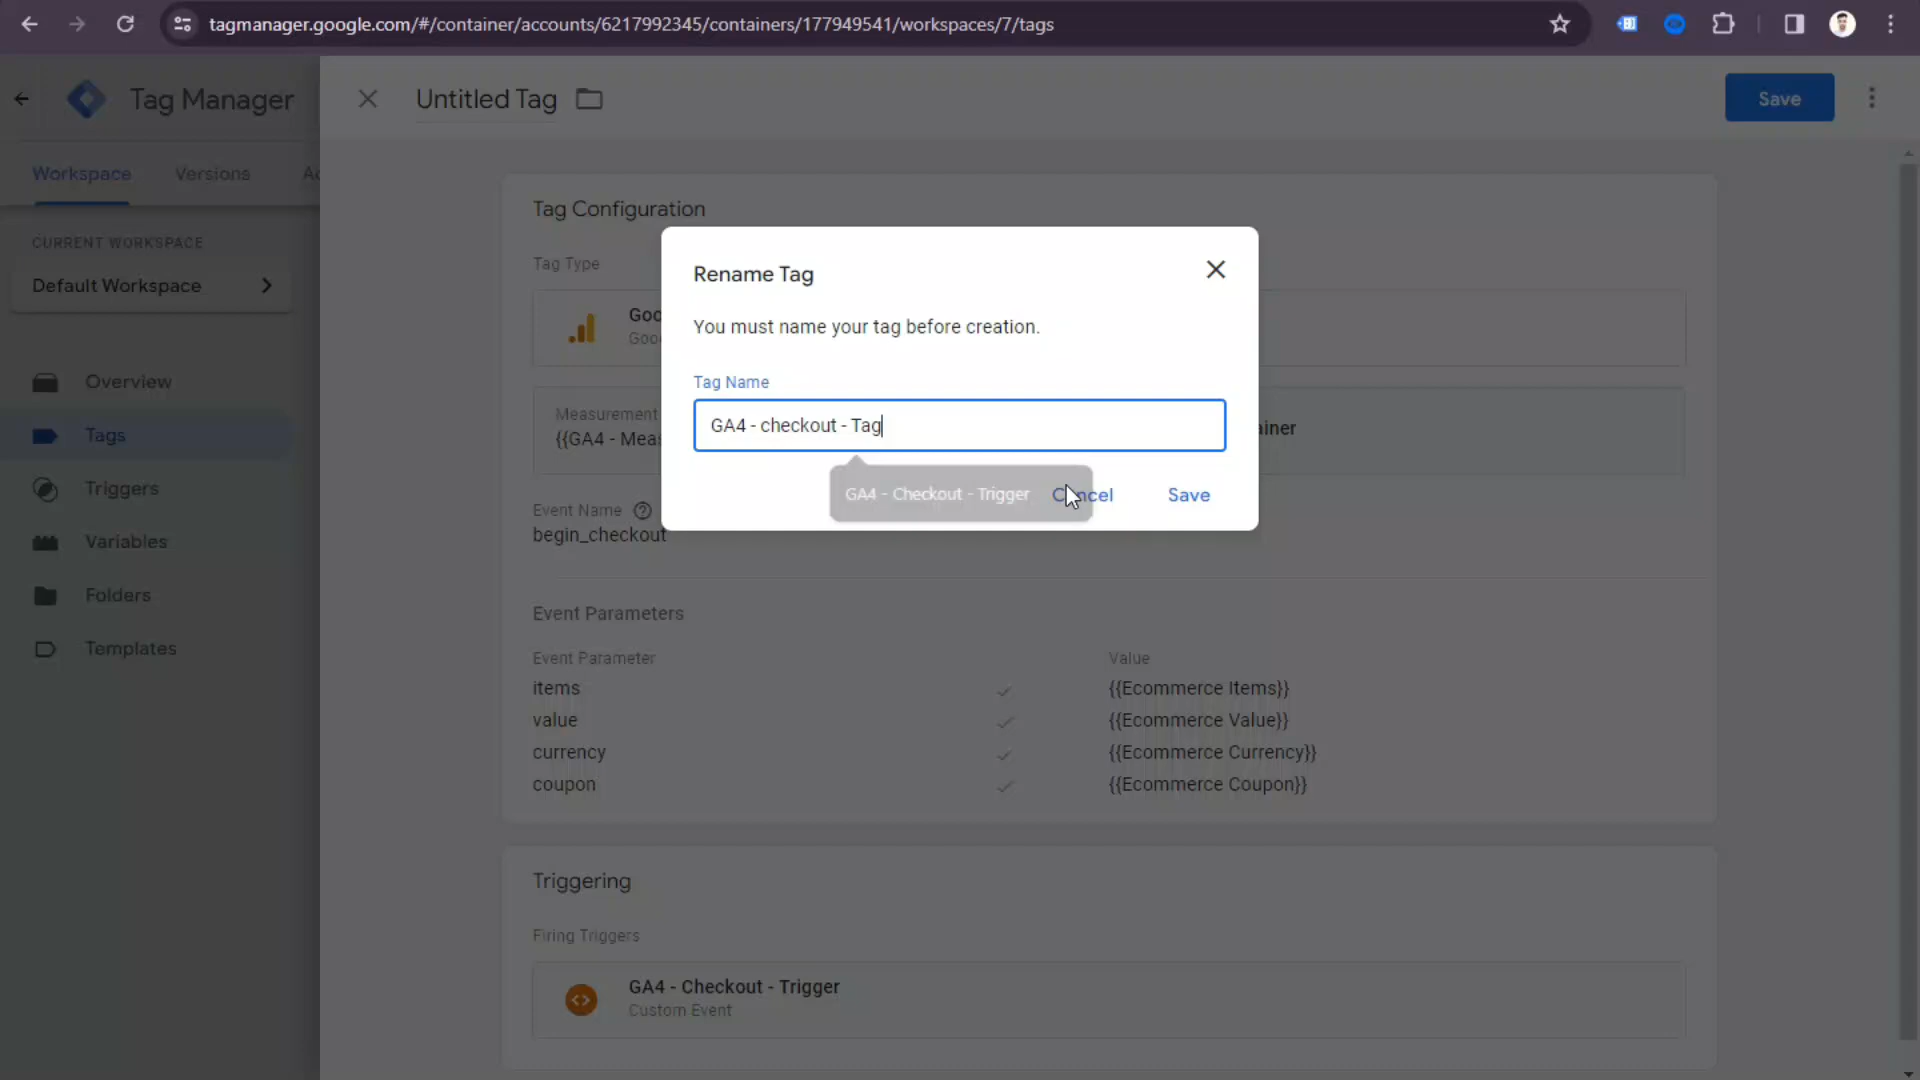 tagmanager.google.com/#/container/accounts/6217992345/containers/177949541/workspaces/7/tags
Tag Manager
Untitled Tag
Save
Workspace
Versions
CURRENT WORKSPACE
Default Workspace
Overview
Tags
Triggers
Variables
Folders
Templates
Tag Configuration
Tag Type
Rename Tag
You must name your tag before creation.
Tag Name
GA4 - checkout - Tag
GA4 - Checkout - Trigger
Save
Measurement
{{GA4 - Mea
Event Name
begin_checkout
Event Parameters
Event Parameter Value
items {{Ecommerce Items}}
value {{Ecommerce Value}}
currency {{Ecommerce Currency}}
coupon {{Ecommerce Coupon}}
Triggering
Firing Triggers
GA4 - Checkout - Trigger
Custom Event